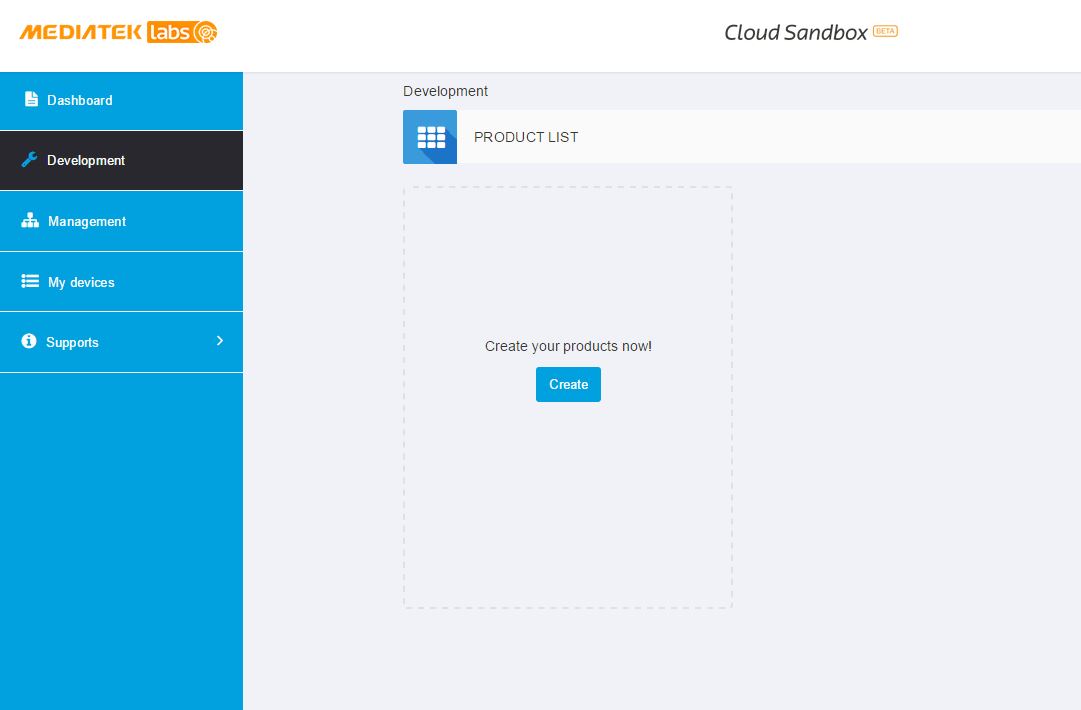 MEDIATEK labs
Cloud Sandbox BETA
Dashboard
Development
Management
My devices
Supports
Development
PRODUCT LIST
Create your products now!
Create